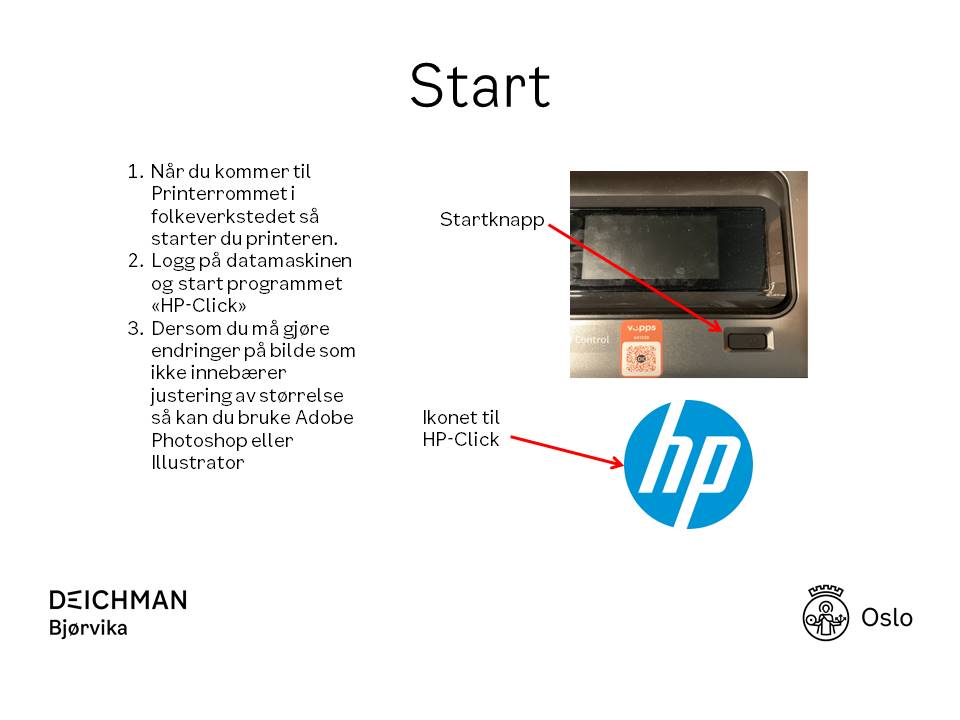 Start
1. Når du kommer til
Printerrommet i
folkeverkstedet så
starter du printeren.
2. Logg på datamaskinen
og start programmet
«HP-Click»
3. Dersom du må gjøre
endringer på bilde som
ikke innebærer
justering av størrelse
så kan du bruke Adobe
Photoshop eller
Illustrator
Startknapp
Control
vipps
Ikonet til
HP-Click
hp
DEICHMAN
Bjørvika
Oslo